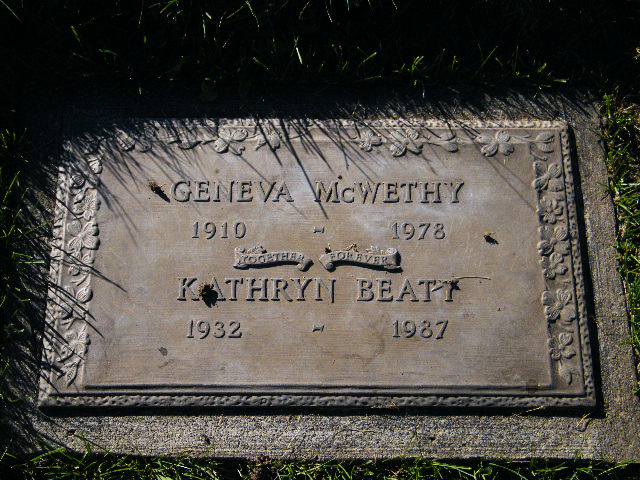 GENEVA McWETHY
1910 - 1978
TOGETHER FOREVER
KATHRYN BEATY
1932 - 1987